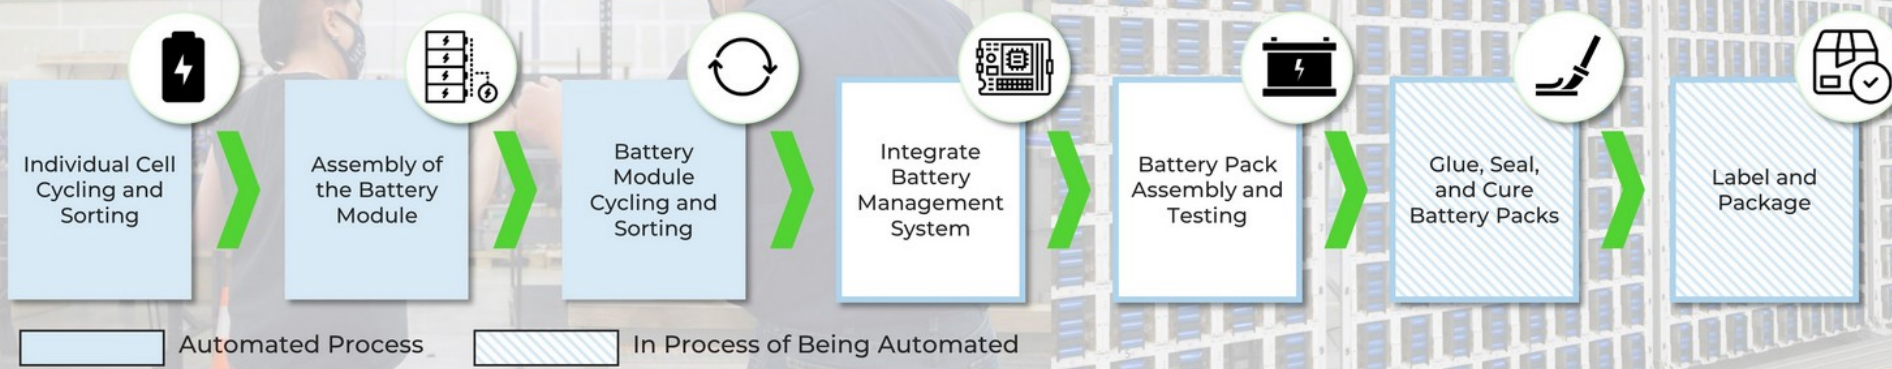 Individual Cell
Cycling and
Sorting
Assembly of
the Battery
Module
Battery
Module
Cycling and
Sorting
Integrate
Battery
Management
System
Battery Pack
Assembly and
Testing
Glue, Seal,
and Cure
Battery Packs
Label and
Package
Automated Process
In Process of Being Automated